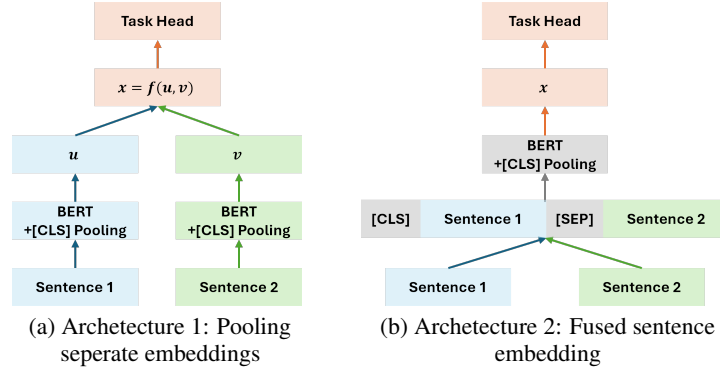 Task Head
x = f(u, v)
u
v
BERT
+[CLS] Pooling
BERT
+[CLS] Pooling
Sentence 1
Sentence 2
(a) Archetecture 1: Pooling
seperate embeddings
Task Head
x
BERT
+[CLS] Pooling
[CLS] Sentence 1 [SEP] Sentence 2
Sentence 1
Sentence 2
(b) Archetecture 2: Fused sentence
embedding